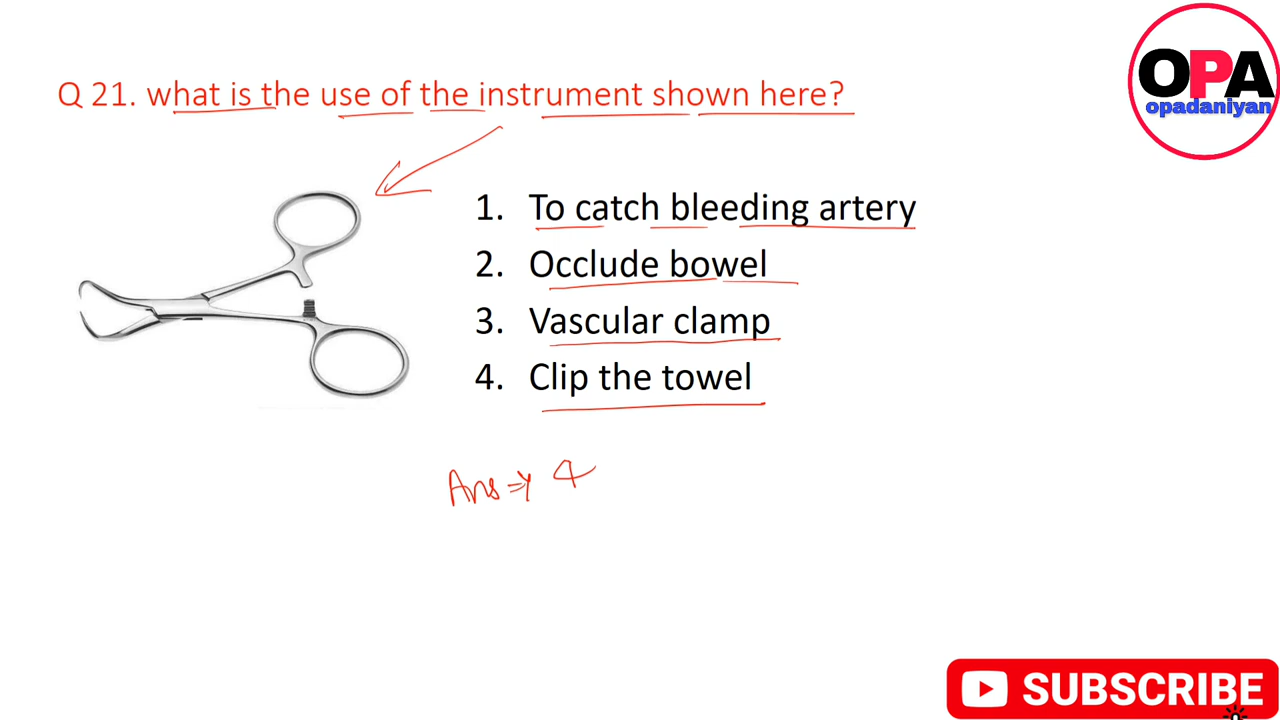 OPA
opadaniyan
Q 21. what is the use of the instrument shown here?
1. To catch bleeding artery
2. Occlude bowel
3. Vascular clamp
4. Clip the towel
Ans ⇒ 4
SUBSCRIBE